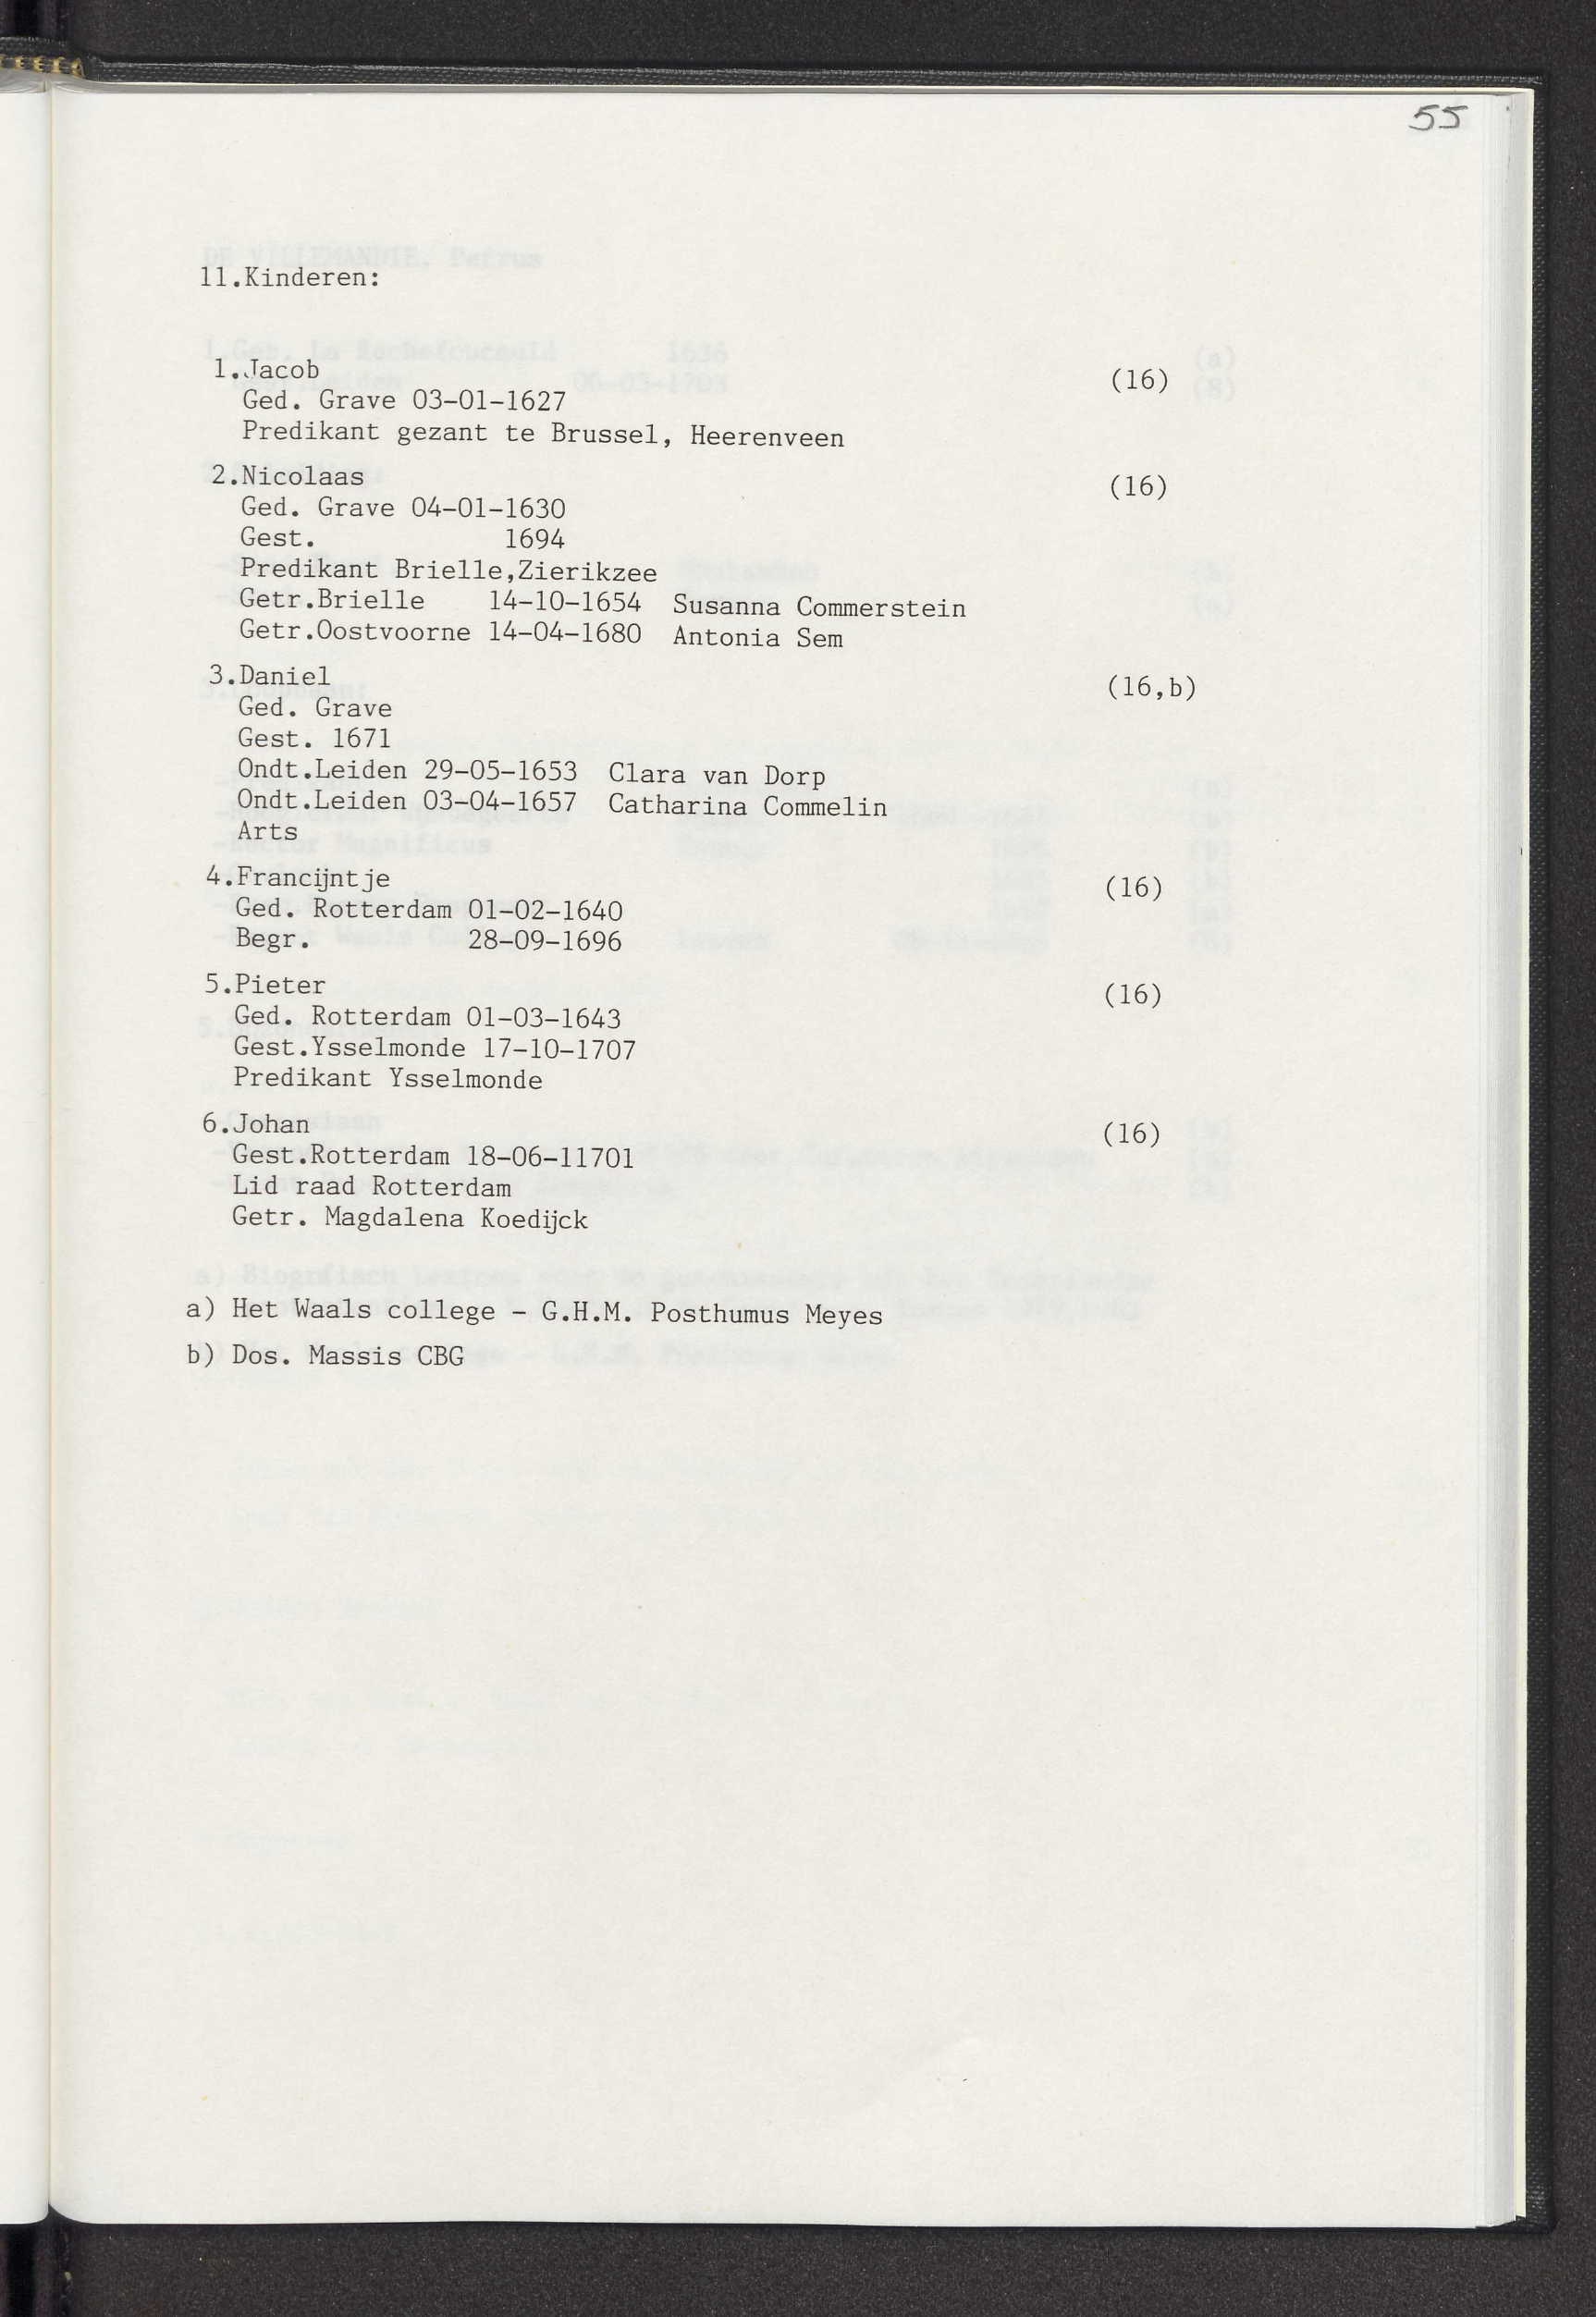 55
11.Kinderen:
1.Jacob (16)
Ged. Grave 03-01-1627
Predikant gezant te Brussel, Heerenveen
2.Nicolaas (16)
Ged. Grave 04-01-1630
Gest. 1694
Predikant Brielle,Zierikzee
Getr.Brielle 14-10-1654 Susanna Commerstein
Getr.Oostvoorne 14-04-1680 Antonia Sem
3.Daniel (16,b)
Ged. Grave
Gest. 1671
Ondt.Leiden 29-05-1653 Clara van Dorp
Ondt.Leiden 03-04-1657 Catharina Commelin
Arts
4.Francijntje (16)
Ged. Rotterdam 01-02-1640
Begr. 28-09-1696
5.Pieter (16)
Ged. Rotterdam 01-03-1643
Gest.Ysselmonde 17-10-1707
Predikant Ysselmonde
6.Johan (16)
Gest.Rotterdam 18-06-11701
Lid raad Rotterdam
Getr. Magdalena Koedijck
a) Het Waals college - G.H.M. Posthumus Meyes
b) Dos. Massis CBG